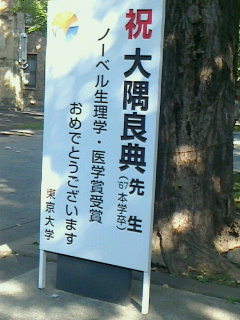 祝 大隅良典先生
('67本学卒)
ノーベル生理学・医学賞受賞
おめでとうございます
東京大学